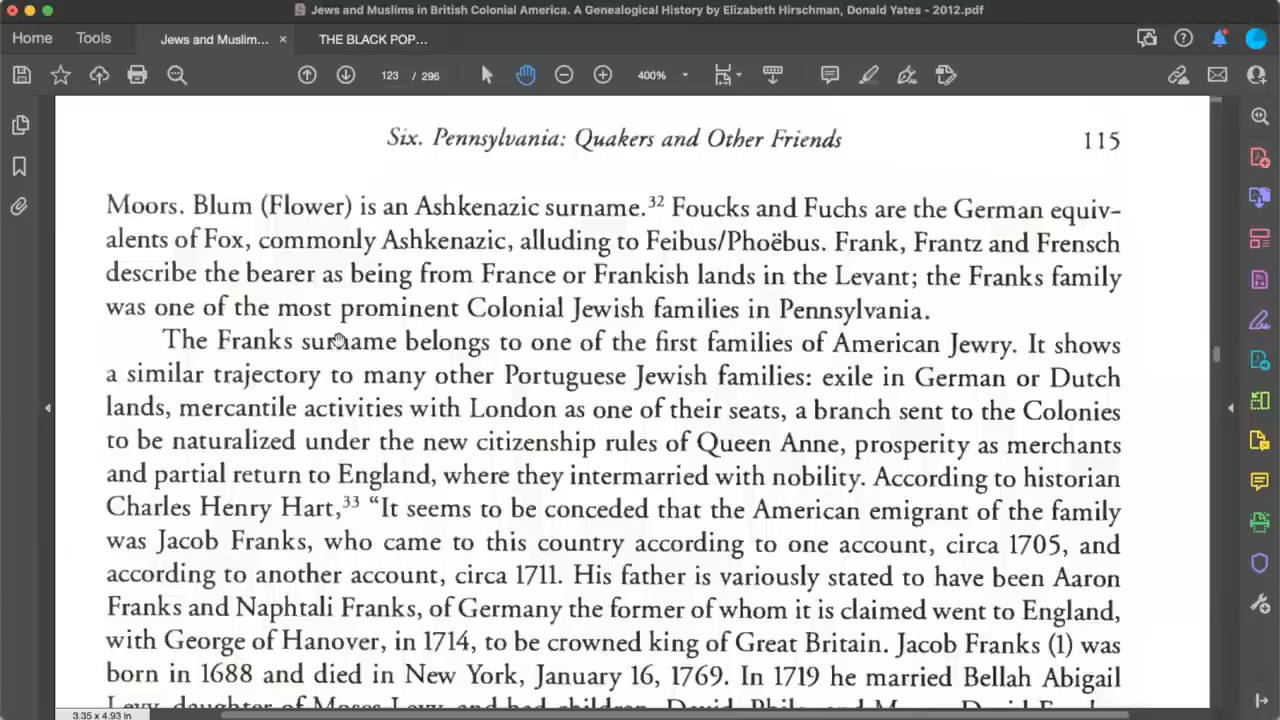 Jews and Muslims in British Colonial America. A Genealogical History by Elizabeth Hirschman, Donald Yates - 2012.pdf
Home Tools Jews and Muslim... × THE BLACK POP...
123 / 296 400%
Six. Pennsylvania: Quakers and Other Friends 115
Moors. Blum (Flower) is an Ashkenazic surname.³² Foucks and Fuchs are the German equiv-
alents of Fox, commonly Ashkenazic, alluding to Feibus/Phoëbus. Frank, Frantz and Frensch
describe the bearer as being from France or Frankish lands in the Levant; the Franks family
was one of the most prominent Colonial Jewish families in Pennsylvania.
The Franks surname belongs to one of the first families of American Jewry. It shows
a similar trajectory to many other Portuguese Jewish families: exile in German or Dutch
lands, mercantile activities with London as one of their seats, a branch sent to the Colonies
to be naturalized under the new citizenship rules of Queen Anne, prosperity as merchants
and partial return to England, where they intermarried with nobility. According to historian
Charles Henry Hart,³³ “It seems to be conceded that the American emigrant of the family
was Jacob Franks, who came to this country according to one account, circa 1705, and
according to another account, circa 1711. His father is variously stated to have been Aaron
Franks and Naphtali Franks, of Germany the former of whom it is claimed went to England,
with George of Hanover, in 1714, to be crowned king of Great Britain. Jacob Franks (1) was
born in 1688 and died in New York, January 16, 1769. In 1719 he married Bellah Abigail
Levy, daughter of Moses Levy, and had children, David, Phila, and Moses. David
3.35 x 4.93 in